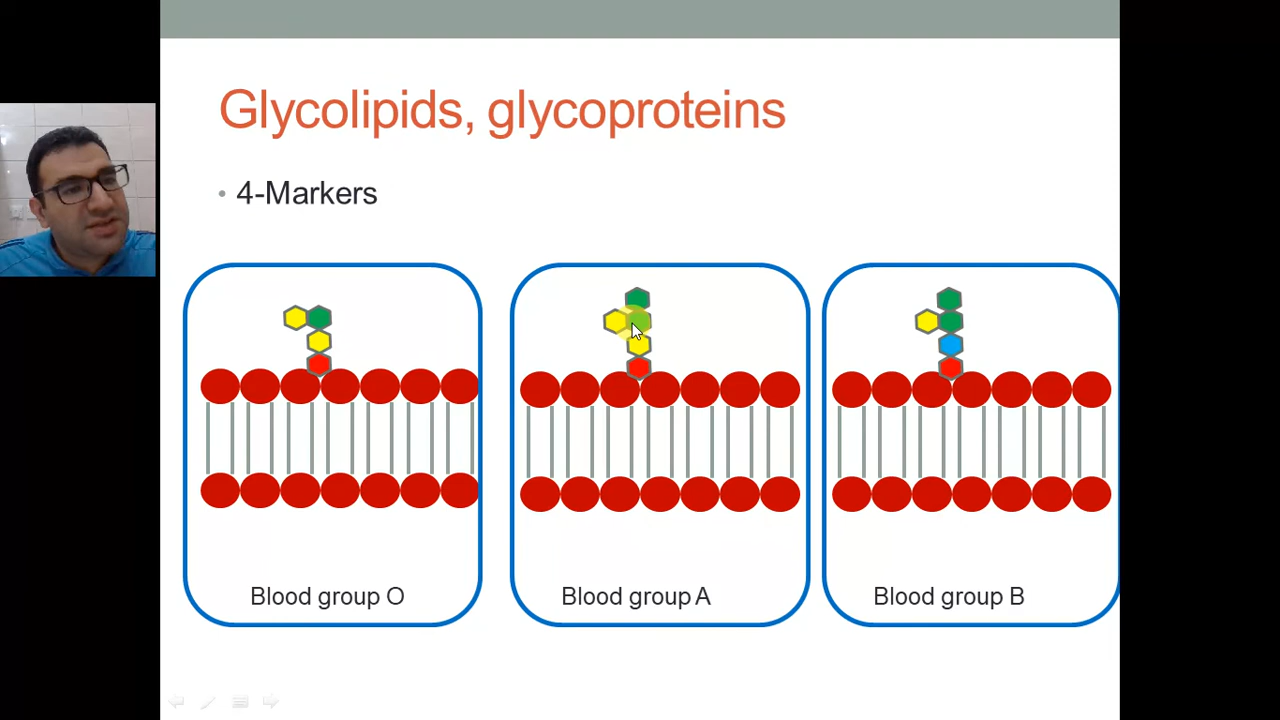 Glycolipids, glycoproteins
• 4-Markers
Blood group O
Blood group A
Blood group B